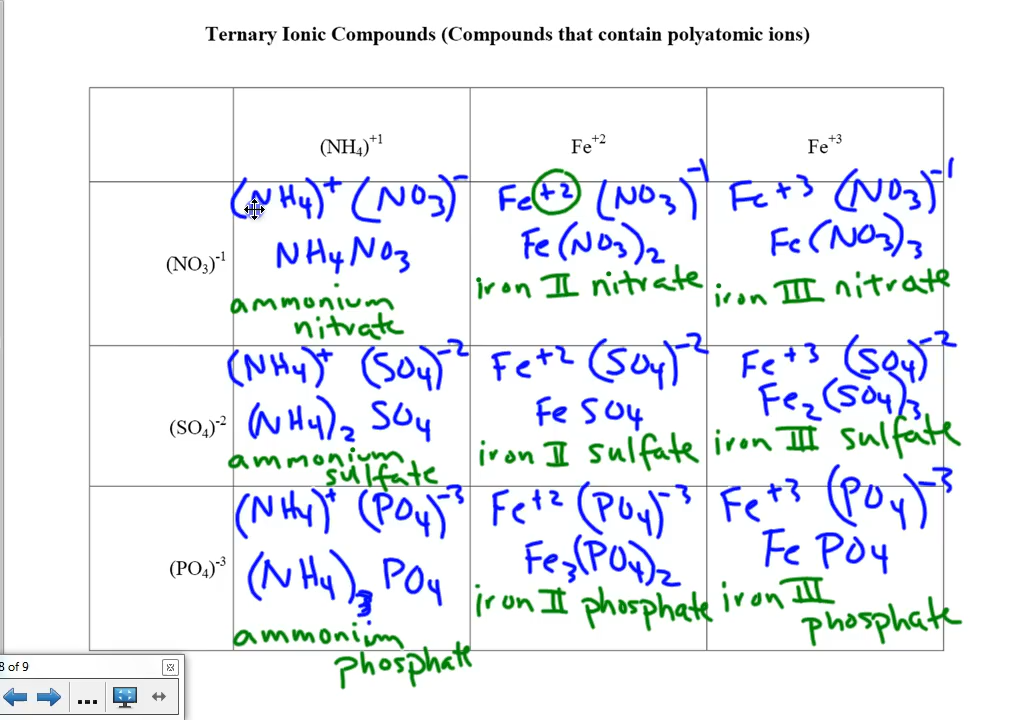 Ternary Ionic Compounds (Compounds that contain polyatomic ions)
(NH₄)⁺¹ Fe⁺² Fe⁺³
(NO₃)⁻¹
(NH₄)⁺ (NO₃)⁻
NH₄NO₃
ammonium
nitrate
Fe⁺² (NO₃)⁻¹
Fe(NO₃)₂
iron II nitrate
Fe⁺³ (NO₃)⁻¹
Fe(NO₃)₃
iron III nitrate
(SO₄)⁻²
(NH₄)⁺ (SO₄)⁻²
(NH₄)₂ SO₄
ammonium
sulfate
Fe⁺² (SO₄)⁻²
Fe SO₄
iron II sulfate
Fe⁺³ (SO₄)⁻²
Fe₂(SO₄)₃
iron III sulfate
(PO₄)⁻³
(NH₄)⁺ (PO₄)⁻³
(NH₄)₃ PO₄
ammonium
phosphate
Fe⁺² (PO₄)⁻³
Fe₃(PO₄)₂
iron II phosphate
Fe⁺³ (PO₄)⁻³
Fe PO₄
iron III
phosphate
8 of 9
...